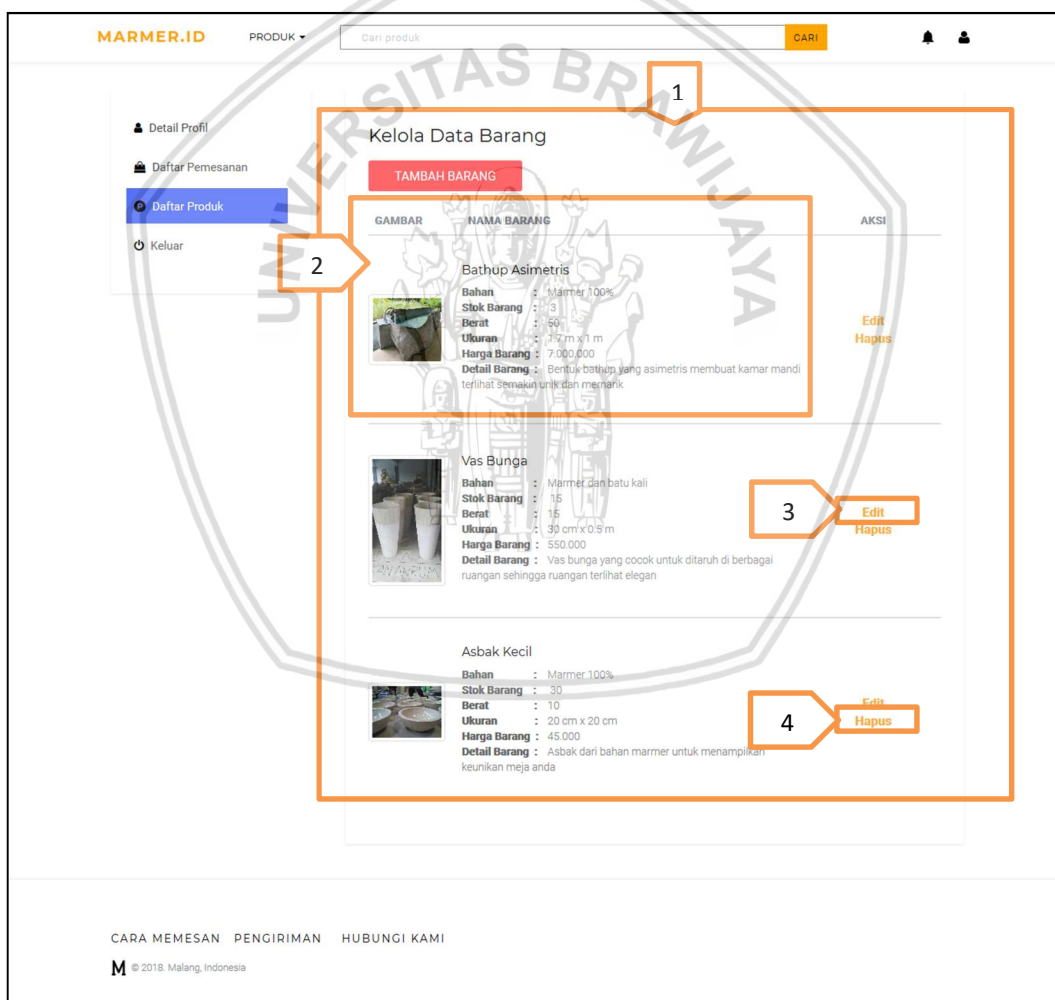 MARMER.ID
PRODUK
Cari produk
CARI
UNIVERSITAS BRAWIJAYA
1
Detail Profil
Daftar Pemesanan
Daftar Produk
Keluar
Kelola Data Barang
TAMBAH BARANG
GAMBAR NAMA BARANG AKSI
2
Bathup Asimetris
Bahan : Marmer 100%
Stok Barang : 3
Berat : 50
Ukuran : 1.7 m x 1 m
Harga Barang : 7.000.000
Detail Barang : Bentuk bathup yang asimetris membuat kamar mandi
terlihat semakin unik dan menarik
Edit
Hapus
Vas Bunga
Bahan : Marmer dan batu kali
Stok Barang : 15
Berat : 15
Ukuran : 30 cm x 0.5 m
Harga Barang : 550.000
Detail Barang : Vas bunga yang cocok untuk ditaruh di berbagai
ruangan sehingga ruangan terlihat elegan
3
Edit
Hapus
Asbak Kecil
Bahan : Marmer 100%
Stok Barang : 30
Berat : 10
Ukuran : 20 cm x 20 cm
Harga Barang : 45.000
Detail Barang : Asbak dari bahan marmer untuk menampilkan
keunikan meja anda
4
Edit
Hapus
CARA MEMESAN PENGIRIMAN HUBUNGI KAMI
M © 2018. Malang, Indonesia